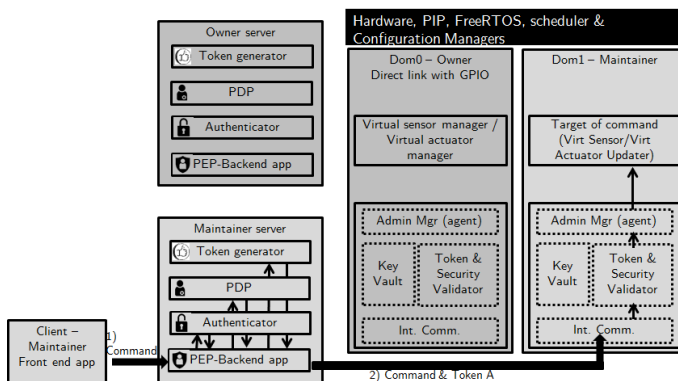 Owner server
Token generator
PDP
Authenticator
PEP-Backend app
Hardware, PIP, FreeRTOS, scheduler &
Configuration Managers
Dom0 – Owner
Direct link with GPIO
Virtual sensor manager /
Virtual actuator
manager
Admin Mgr (agent)
Key
Vault
Token &
Security
Validator
Int. Comm.
Dom1 – Maintainer
Target of command
(Virt Sensor/Virt
Actuator Updater)
Admin Mgr (agent)
Key
Vault
Token &
Security
Validator
Int. Comm.
Maintainer server
Token generator
PDP
Authenticator
PEP-Backend app
Client –
Maintainer
Front end app
1)
Command
2) Command & Token A